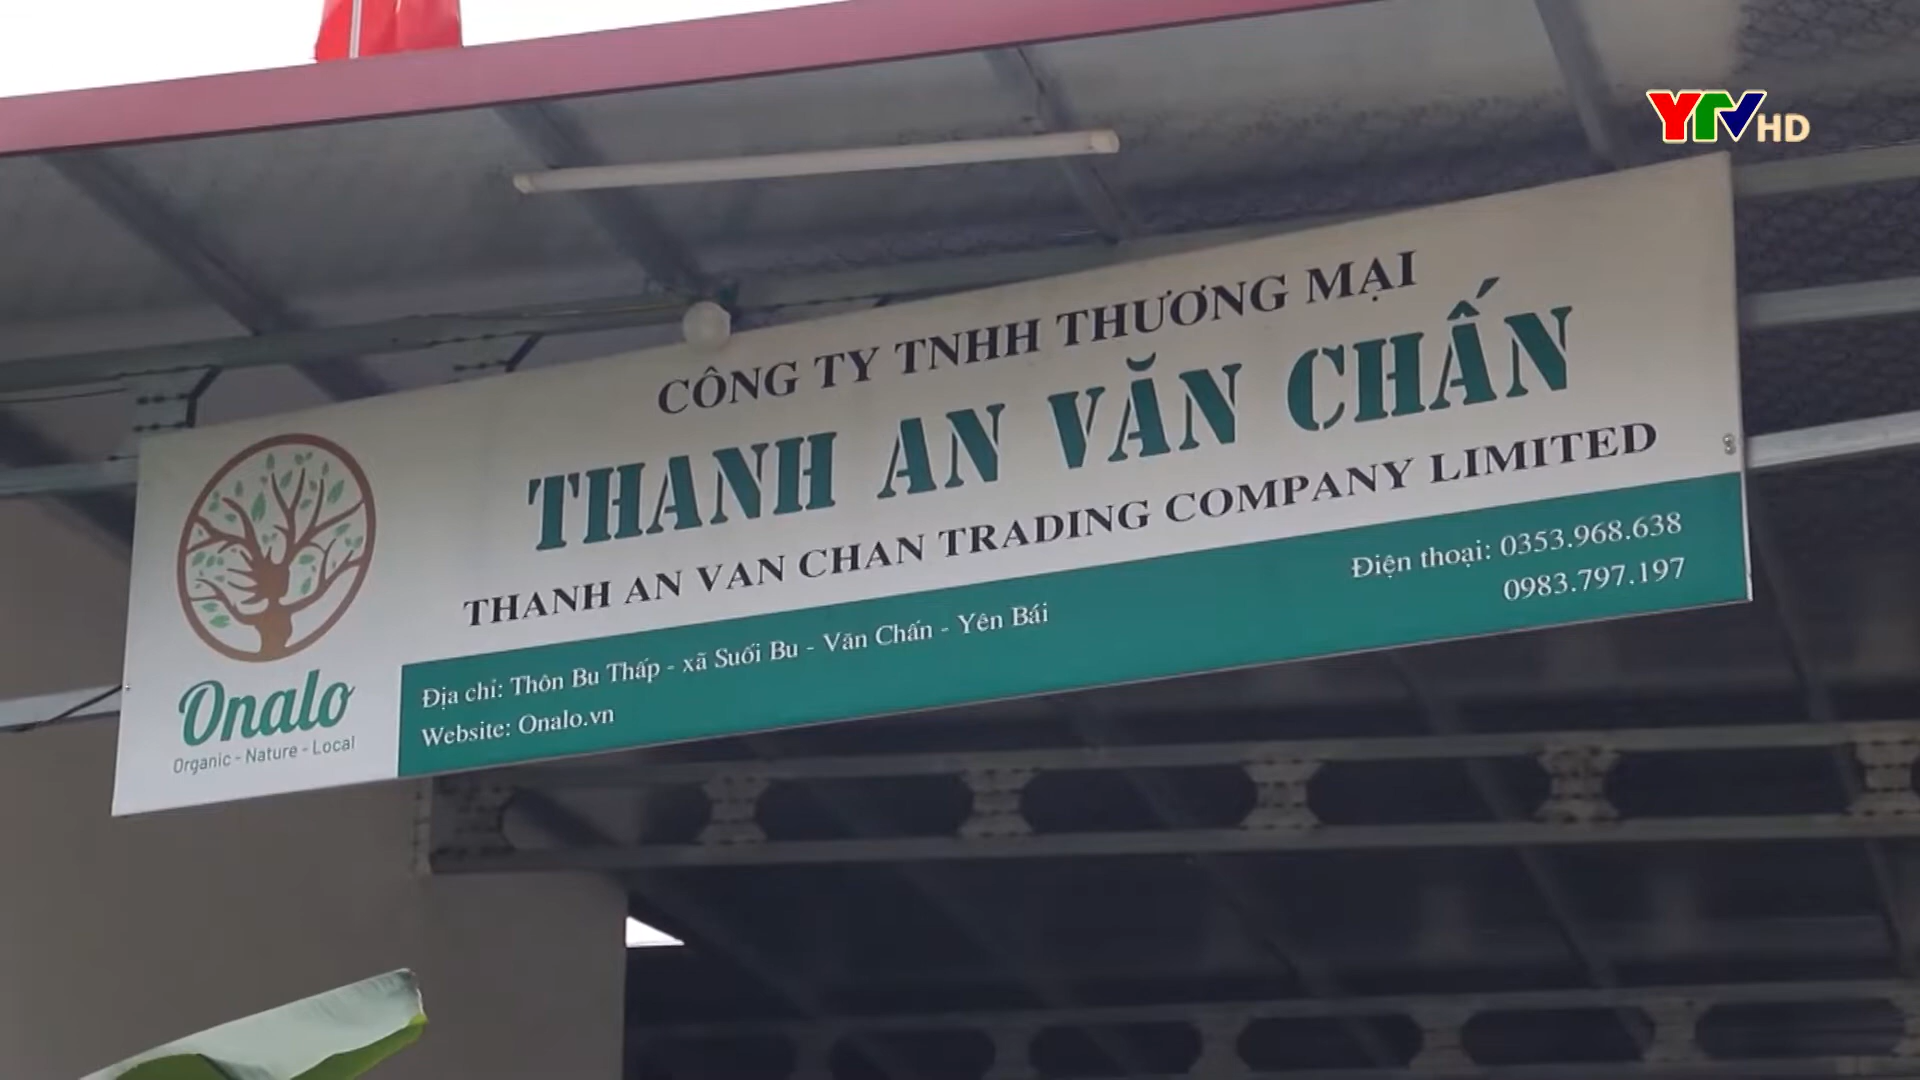 YTV HD
CÔNG TY TNHH THƯƠNG MẠI
THANH AN VĂN CHẤN
THANH AN VAN CHAN TRADING COMPANY LIMITED
Onalo
Organic - Nature - Local
Địa chỉ: Thôn Bu Thấp - xã Suối Bu - Văn Chấn - Yên Bái
Website: Onalo.vn
Điện thoại: 0353.968.638
0983.797.197